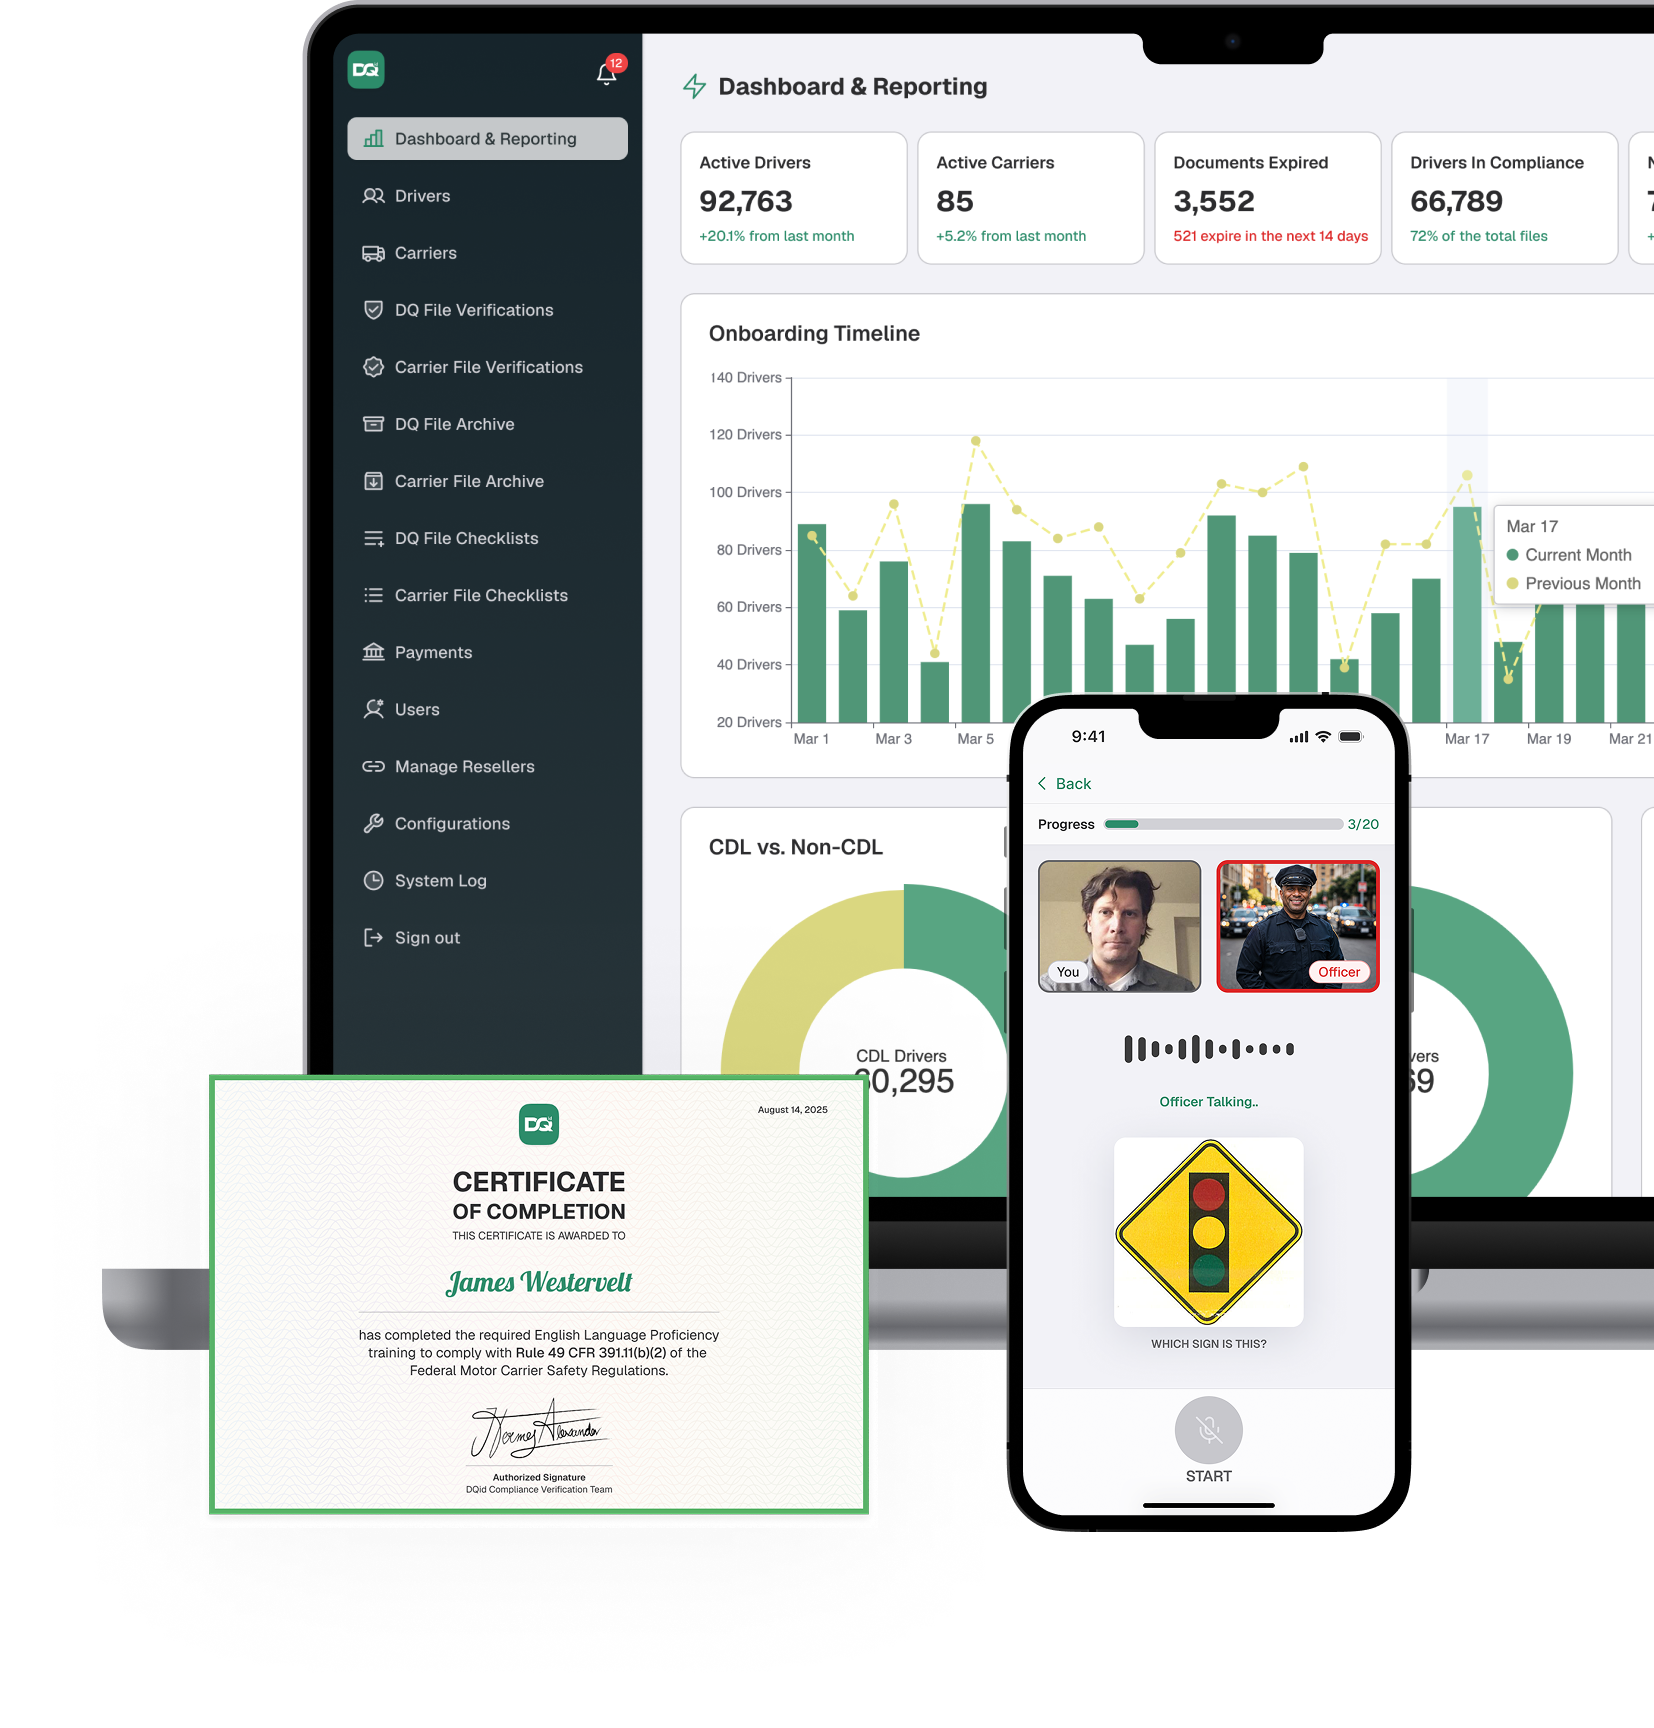 DQ
12
Dashboard & Reporting
Drivers
Carriers
DQ File Verifications
Carrier File Verifications
DQ File Archive
Carrier File Archive
DQ File Checklists
Carrier File Checklists
Payments
Users
Manage Resellers
Configurations
System Log
Sign out
Dashboard & Reporting
Active Drivers
92,763
+20.1% from last month
Active Carriers
85
+5.2% from last month
Documents Expired
3,552
521 expire in the next 14 days
Drivers In Compliance
66,789
72% of the total files
Onboarding Timeline
140 Drivers
120 Drivers
100 Drivers
80 Drivers
60 Drivers
40 Drivers
20 Drivers
Mar 1
Mar 3
Mar 5
Mar 17
Mar 19
Mar 21
Mar 17
Current Month
Previous Month
CDL vs. Non-CDL
CDL Drivers
60,295
9:41
Back
Progress
3/20
You
Officer
Officer Talking..
WHICH SIGN IS THIS?
START
DQid
August 14, 2025
CERTIFICATE
OF COMPLETION
THIS CERTIFICATE IS AWARDED TO
James Westervelt
has completed the required English Language Proficiency
training to comply with Rule 49 CFR 391.11(b)(2) of the
Federal Motor Carrier Safety Regulations.
Authorized Signature
DQid Compliance Verification Team